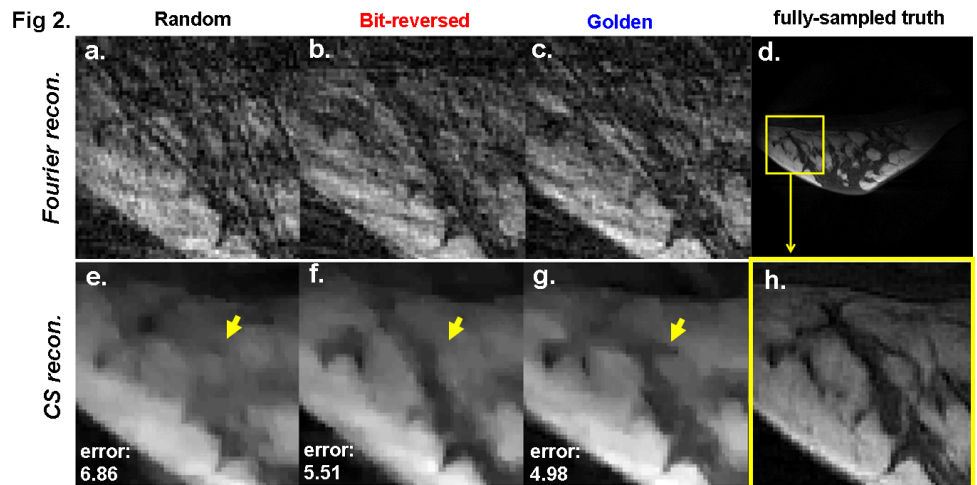 Fig 2.
Random
Bit-reversed
Golden
fully-sampled truth
Fourier recon.
a.
b.
c.
d.
CS recon.
e.
f.
g.
h.
error:
6.86
error:
5.51
error:
4.98